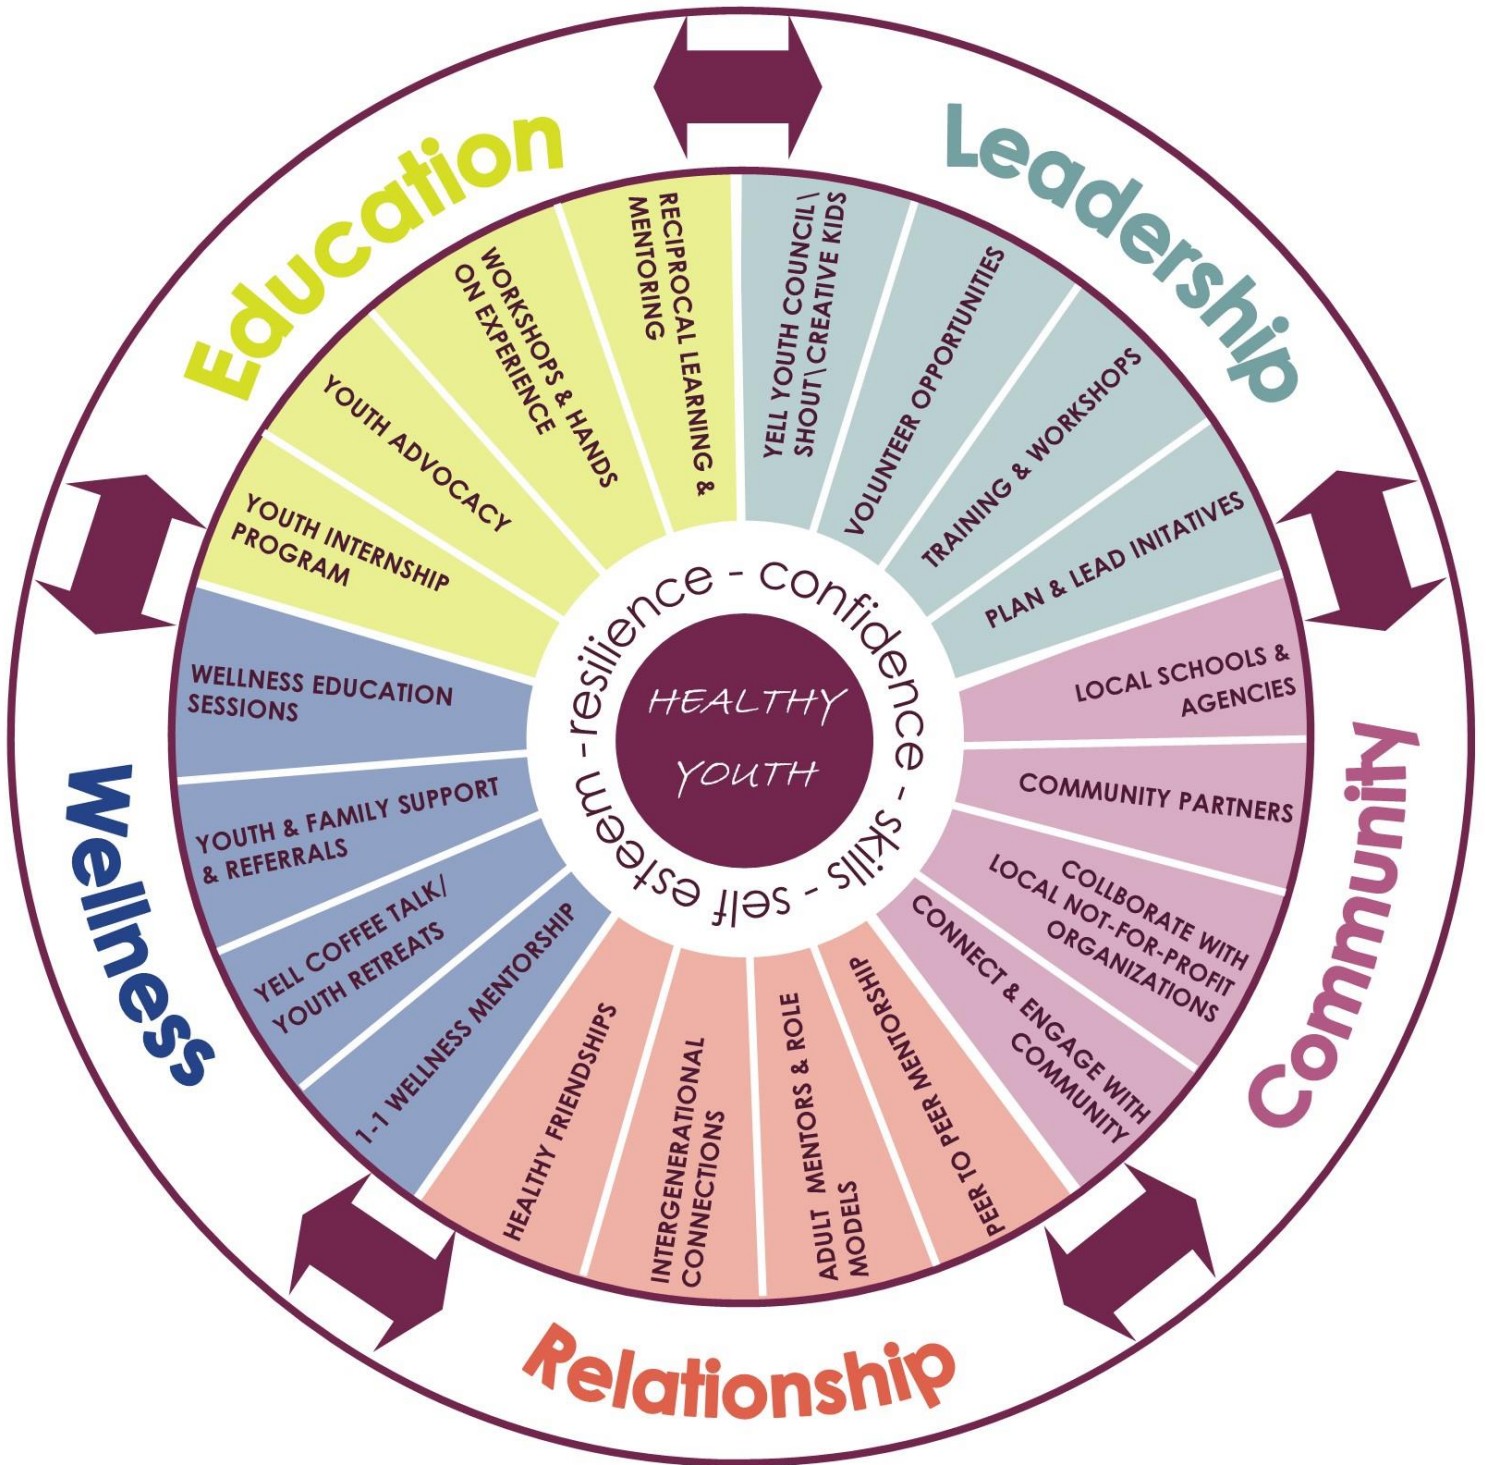 Education
Leadership
Community
Relationship
Wellness
RECIPROCAL LEARNING &
MENTORING
WORKSHOPS & HANDS
ON EXPERIENCE
YOUTH ADVOCACY
YOUTH INTERNSHIP
PROGRAM
YELL YOUTH COUNCIL\
SHOUT\CREATIVE KIDS
VOLUNTEER OPPORTUNITIES
TRAINING & WORKSHOPS
PLAN & LEAD INITATIVES
LOCAL SCHOOLS &
AGENCIES
COMMUNITY PARTNERS
COLLBORATE WITH
LOCAL NOT-FOR-PROFIT
ORGANIZATIONS
CONNECT & ENGAGE WITH
COMMUNITY
PEER TO PEER MENTORSHIP
ADULT MENTORS & ROLE
MODELS
INTERGENERATIONAL
CONNECTIONS
HEALTHY FRIENDSHIPS
1-1 WELLNESS MENTORSHIP
YELL COFFEE TALK/
YOUTH RETREATS
YOUTH & FAMILY SUPPORT
& REFERRALS
WELLNESS EDUCATION
SESSIONS
resilience - confidence - skills - self esteem -
HEALTHY
YOUTH